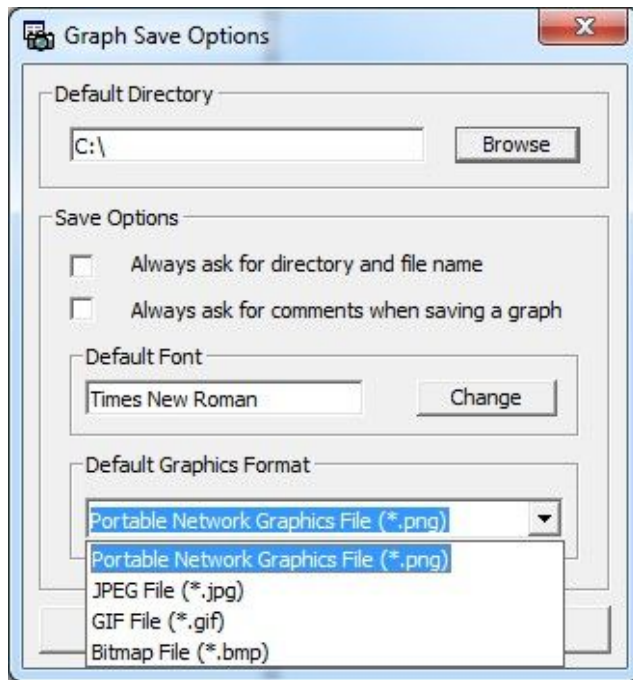 Graph Save Options
Default Directory
C:\
Browse
Save Options
Always ask for directory and file name
Always ask for comments when saving a graph
Default Font
Times New Roman
Change
Default Graphics Format
Portable Network Graphics File (*.png)
Portable Network Graphics File (*.png)
JPEG File (*.jpg)
GIF File (*.gif)
Bitmap File (*.bmp)